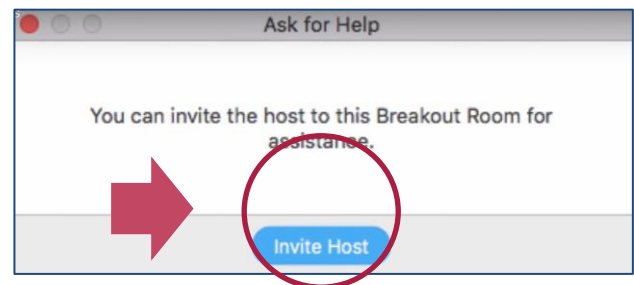 Ask for Help
You can invite the host to this Breakout Room for
assistance.
Invite Host